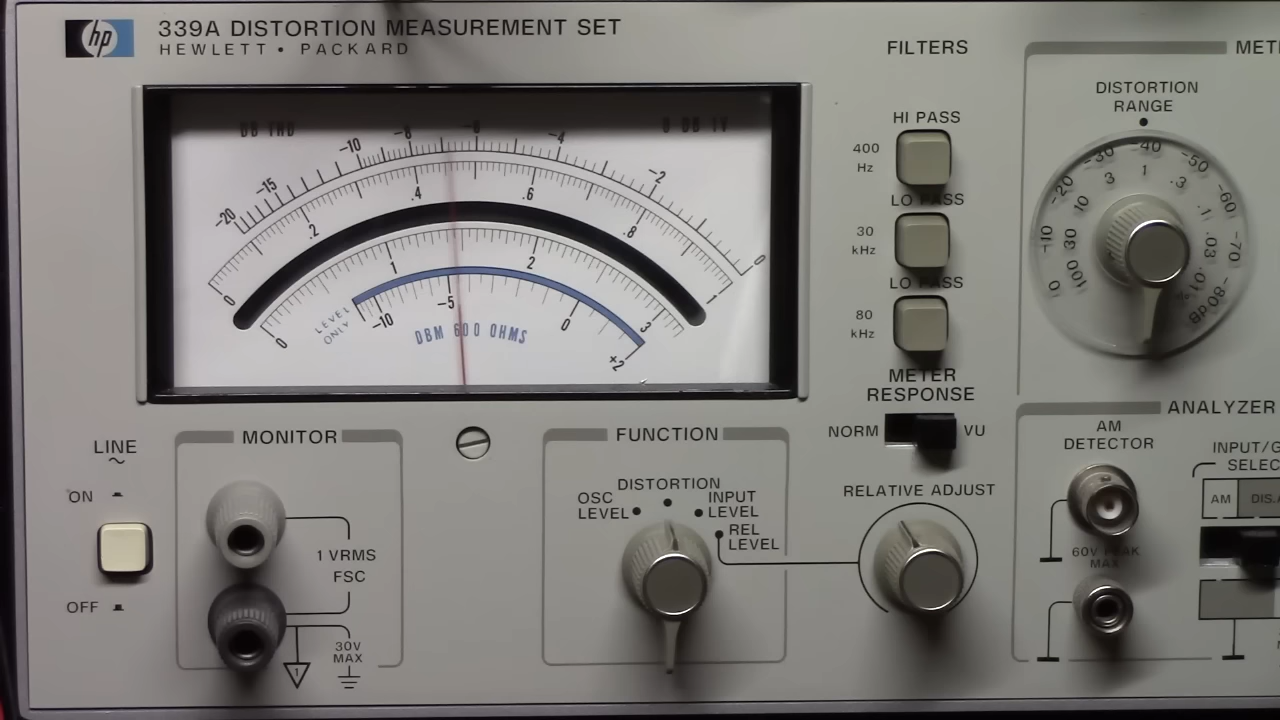 hp
339A DISTORTION MEASUREMENT SET
HEWLETT • PACKARD
DB THD
0 DB 1V
-20
-15
-10
-8
-6
-4
-2
0
0
.2
.4
.6
.8
1
0
1
2
3
LEVEL
ONLY
-10
-5
0
+2
DBM 600 OHMS
FILTERS
HI PASS
400
Hz
LO PASS
30
kHz
LO PASS
80
kHz
METER
RESPONSE
NORM
VU
DISTORTION
RANGE
0
-10
-20
-30
-40
-50
-60
-70
-80dB
100
30
10
3
1
.3
.1
.03
.01%
LINE
~
ON
OFF
MONITOR
1 VRMS
FSC
30V
MAX
1
FUNCTION
DISTORTION
OSC
LEVEL
INPUT
LEVEL
REL
LEVEL
RELATIVE ADJUST
ANALYZER
AM
DETECTOR
60V PEAK
MAX
AM